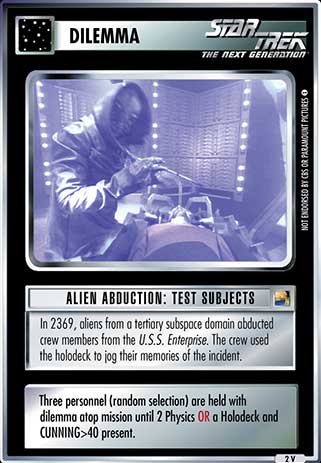 DILEMMA
STAR TREK
THE NEXT GENERATION®
NOT ENDORSED BY CBS OR PARAMOUNT PICTURES
ALIEN ABDUCTION: TEST SUBJECTS
In 2369, aliens from a tertiary subspace domain abducted
crew members from the U.S.S. Enterprise. The crew used
the holodeck to jog their memories of the incident.
Three personnel (random selection) are held with
dilemma atop mission until 2 Physics OR a Holodeck and
CUNNING>40 present.
2 V